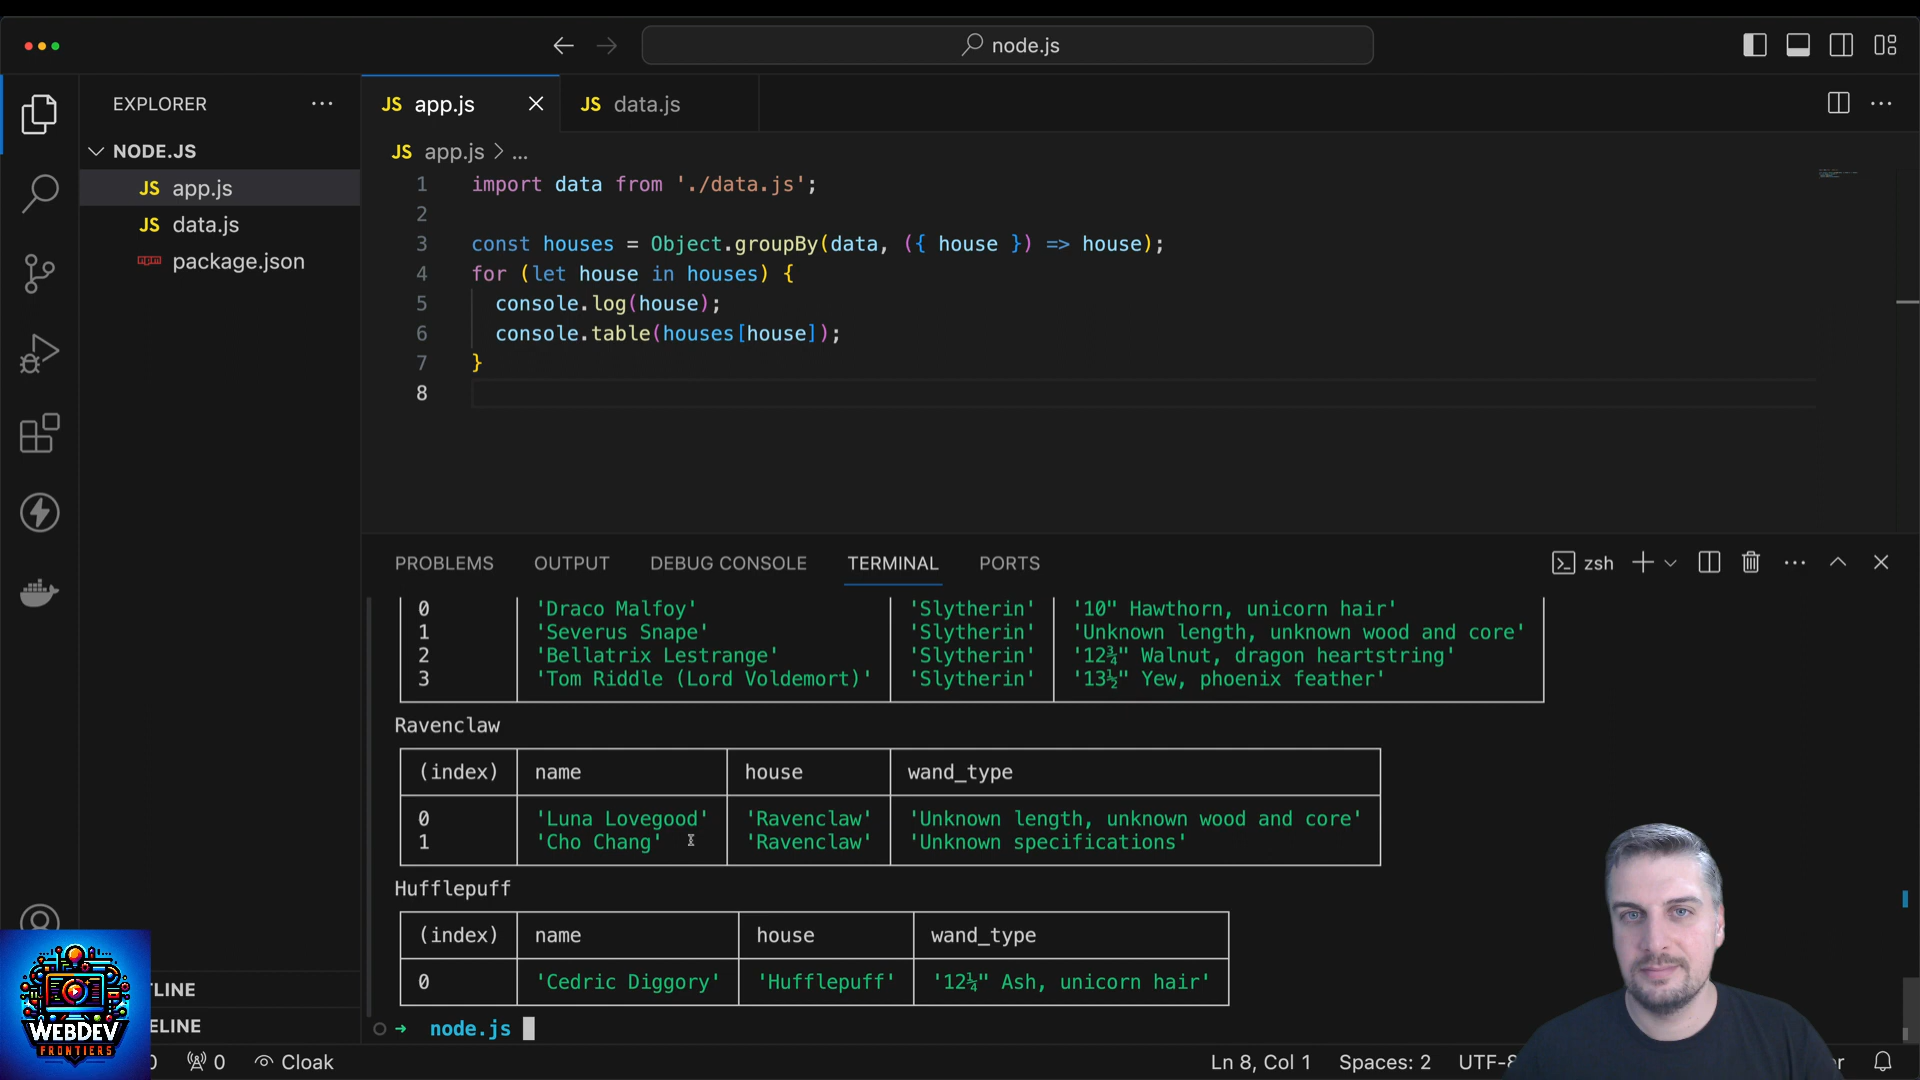 node.js
EXPLORER
JS app.js
JS data.js
NODE.JS
JS app.js
JS data.js
npm package.json
JS app.js > ...
1 import data from './data.js';
2
3 const houses = Object.groupBy(data, ({ house }) => house);
4 for (let house in houses) {
5 console.log(house);
6 console.table(houses[house]);
7 }
8
PROBLEMS OUTPUT DEBUG CONSOLE TERMINAL PORTS
zsh
0 'Draco Malfoy' 'Slytherin' '10" Hawthorn, unicorn hair'
1 'Severus Snape' 'Slytherin' 'Unknown length, unknown wood and core'
2 'Bellatrix Lestrange' 'Slytherin' '12¾" Walnut, dragon heartstring'
3 'Tom Riddle (Lord Voldemort)' 'Slytherin' '13½" Yew, phoenix feather'
Ravenclaw
(index) name house wand_type
0 'Luna Lovegood' 'Ravenclaw' 'Unknown length, unknown wood and core'
1 'Cho Chang' 'Ravenclaw' 'Unknown specifications'
Hufflepuff
(index) name house wand_type
0 'Cedric Diggory' 'Hufflepuff' '12¼" Ash, unicorn hair'
→ node.js
TLINE
ELINE
WEBDEV
FRONTIERS
0 0 Cloak
Ln 8, Col 1 Spaces: 2 UTF-8